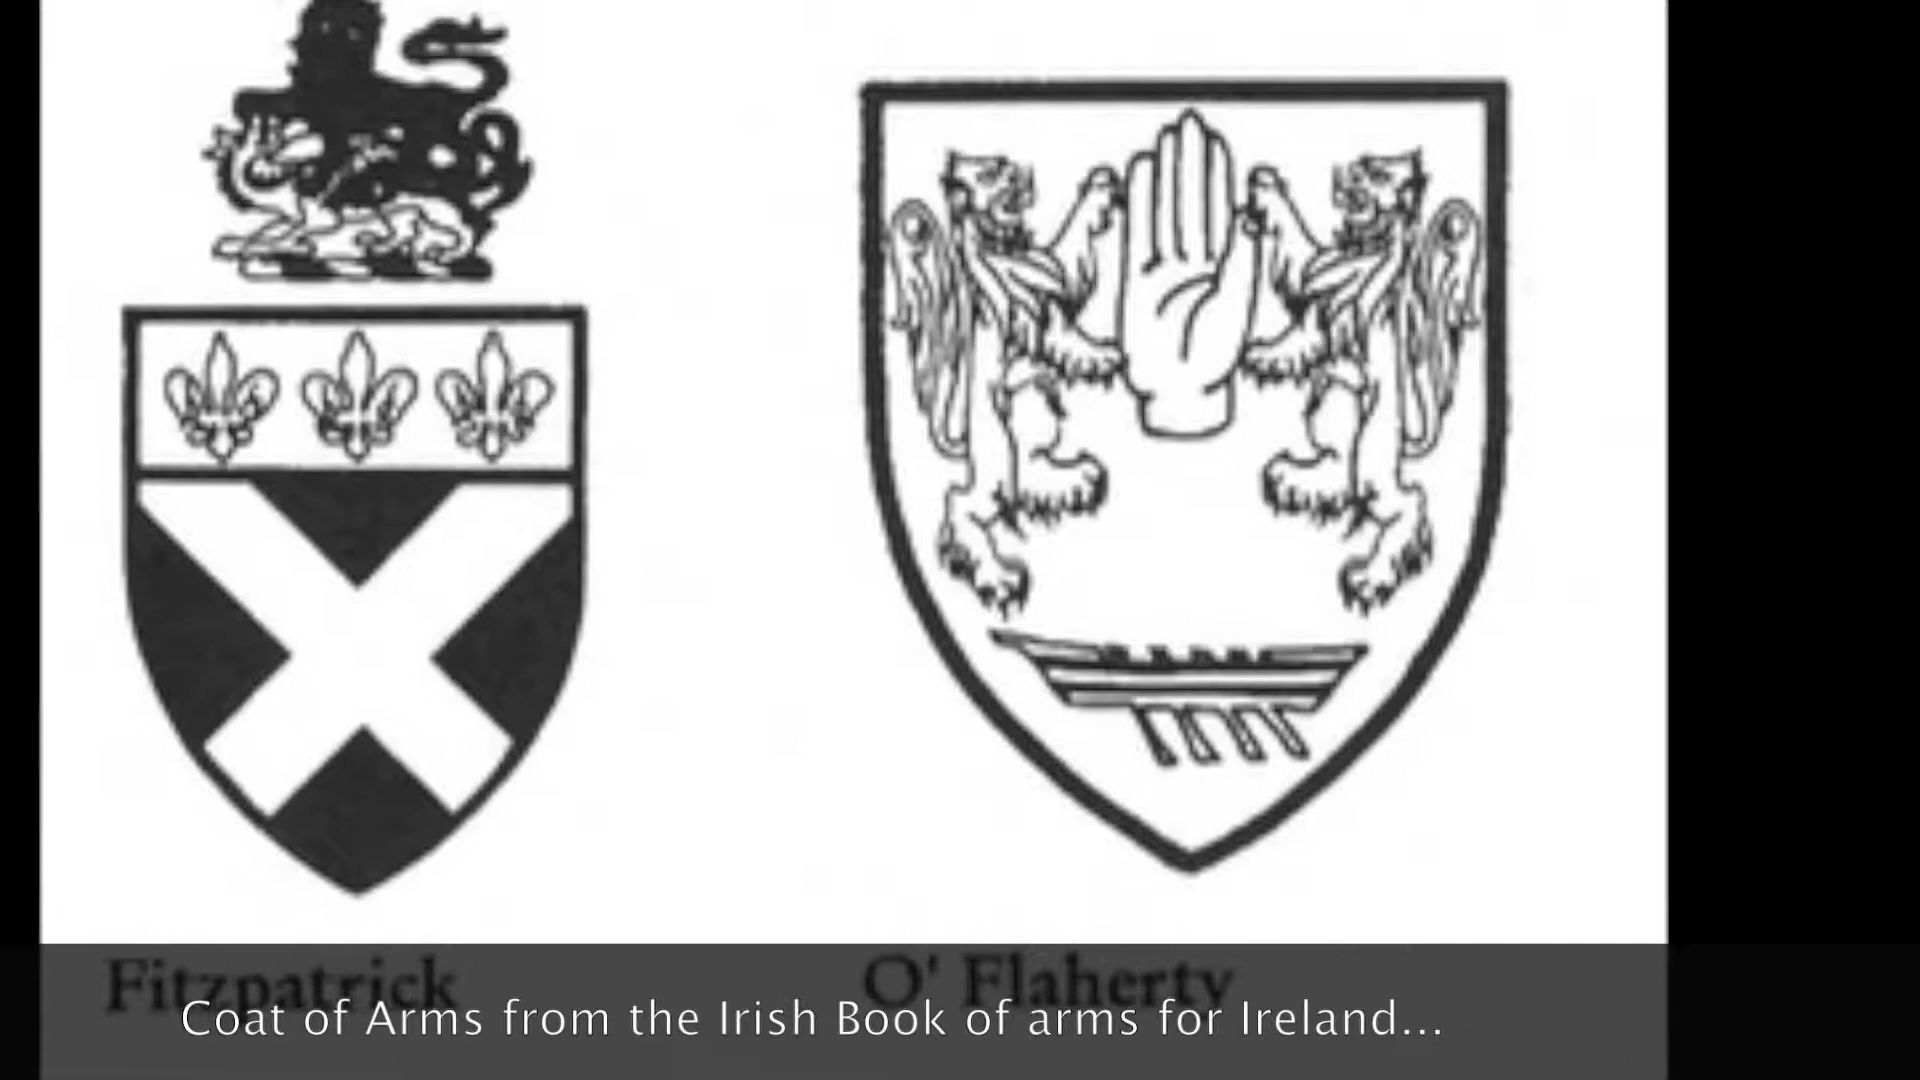 Fitzpatrick
O' Flaherty
Coat of Arms from the Irish Book of arms for Ireland...